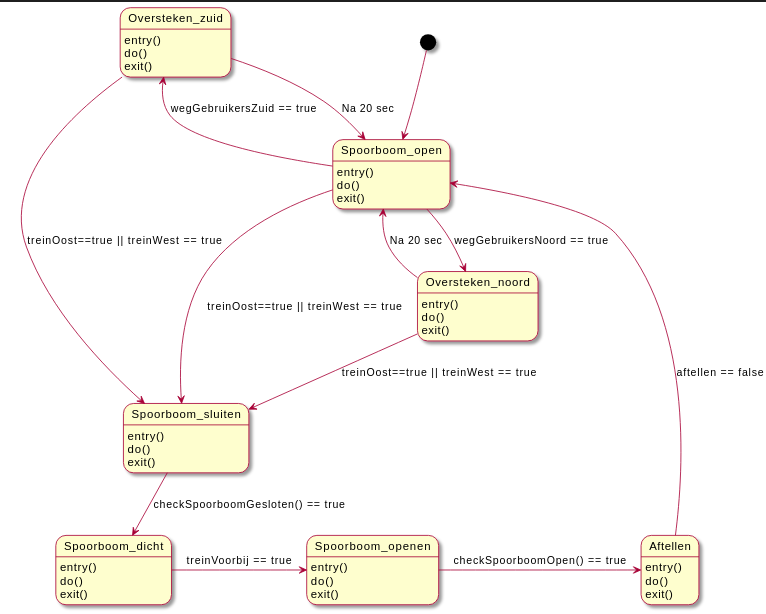 Oversteken_zuid
entry()
do()
exit()
wegGebruikersZuid == true
Na 20 sec
Spoorboom_open
entry()
do()
exit()
treinOost==true || treinWest == true
Na 20 sec
wegGebruikersNoord == true
Oversteken_noord
entry()
do()
exit()
treinOost==true || treinWest == true
treinOost==true || treinWest == true
aftellen == false
Spoorboom_sluiten
entry()
do()
exit()
checkSpoorboomGesloten() == true
Spoorboom_dicht
entry()
do()
exit()
treinVoorbij == true
Spoorboom_openen
entry()
do()
exit()
checkSpoorboomOpen() == true
Aftellen
entry()
do()
exit()